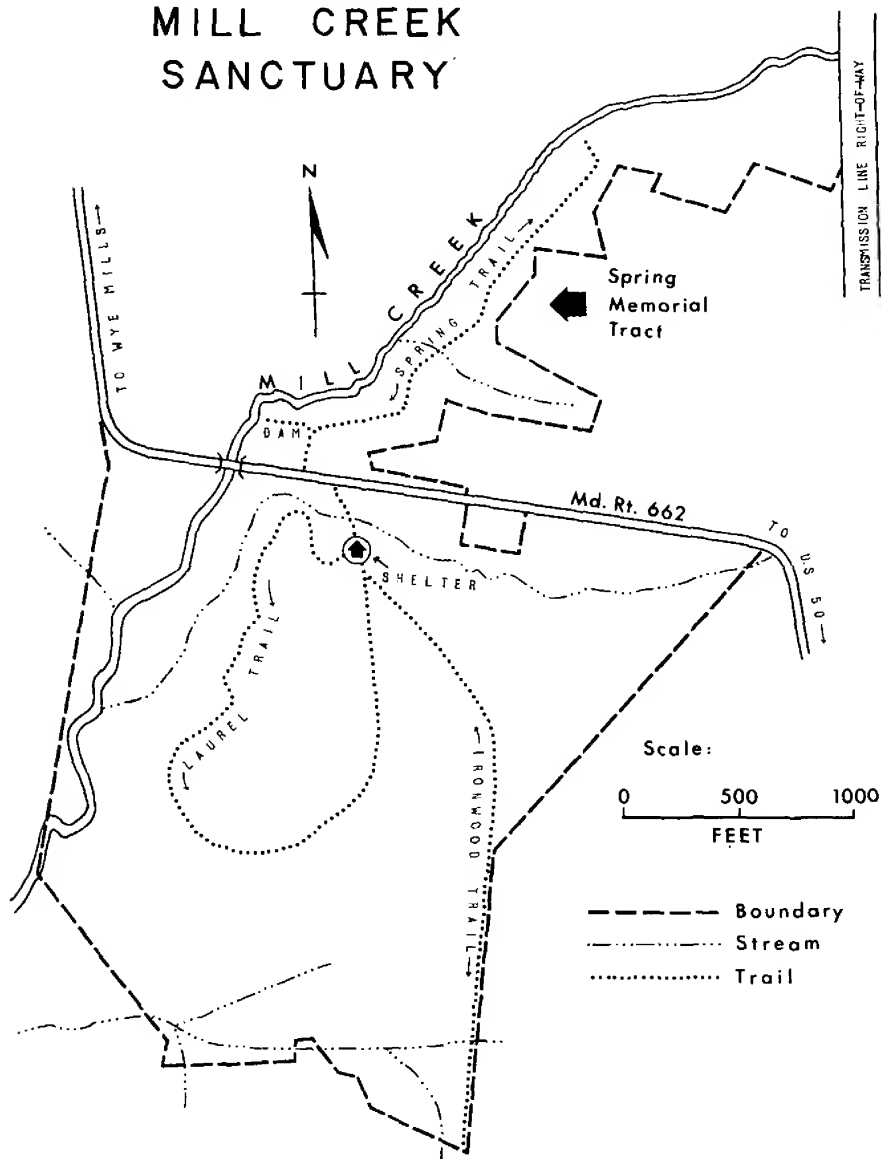 MILL CREEK
SANCTUARY
TRANSMISSION LINE RIGHT-OF-WAY
N
TO WYE MILLS
MILL CREEK
SPRING TRAIL
Spring
Memorial
Tract
DAM
Md. Rt. 662
TO US 50
SHELTER
LAUREL TRAIL
IRONWOOD TRAIL
Scale:
0 500 1000
FEET
Boundary
Stream
Trail